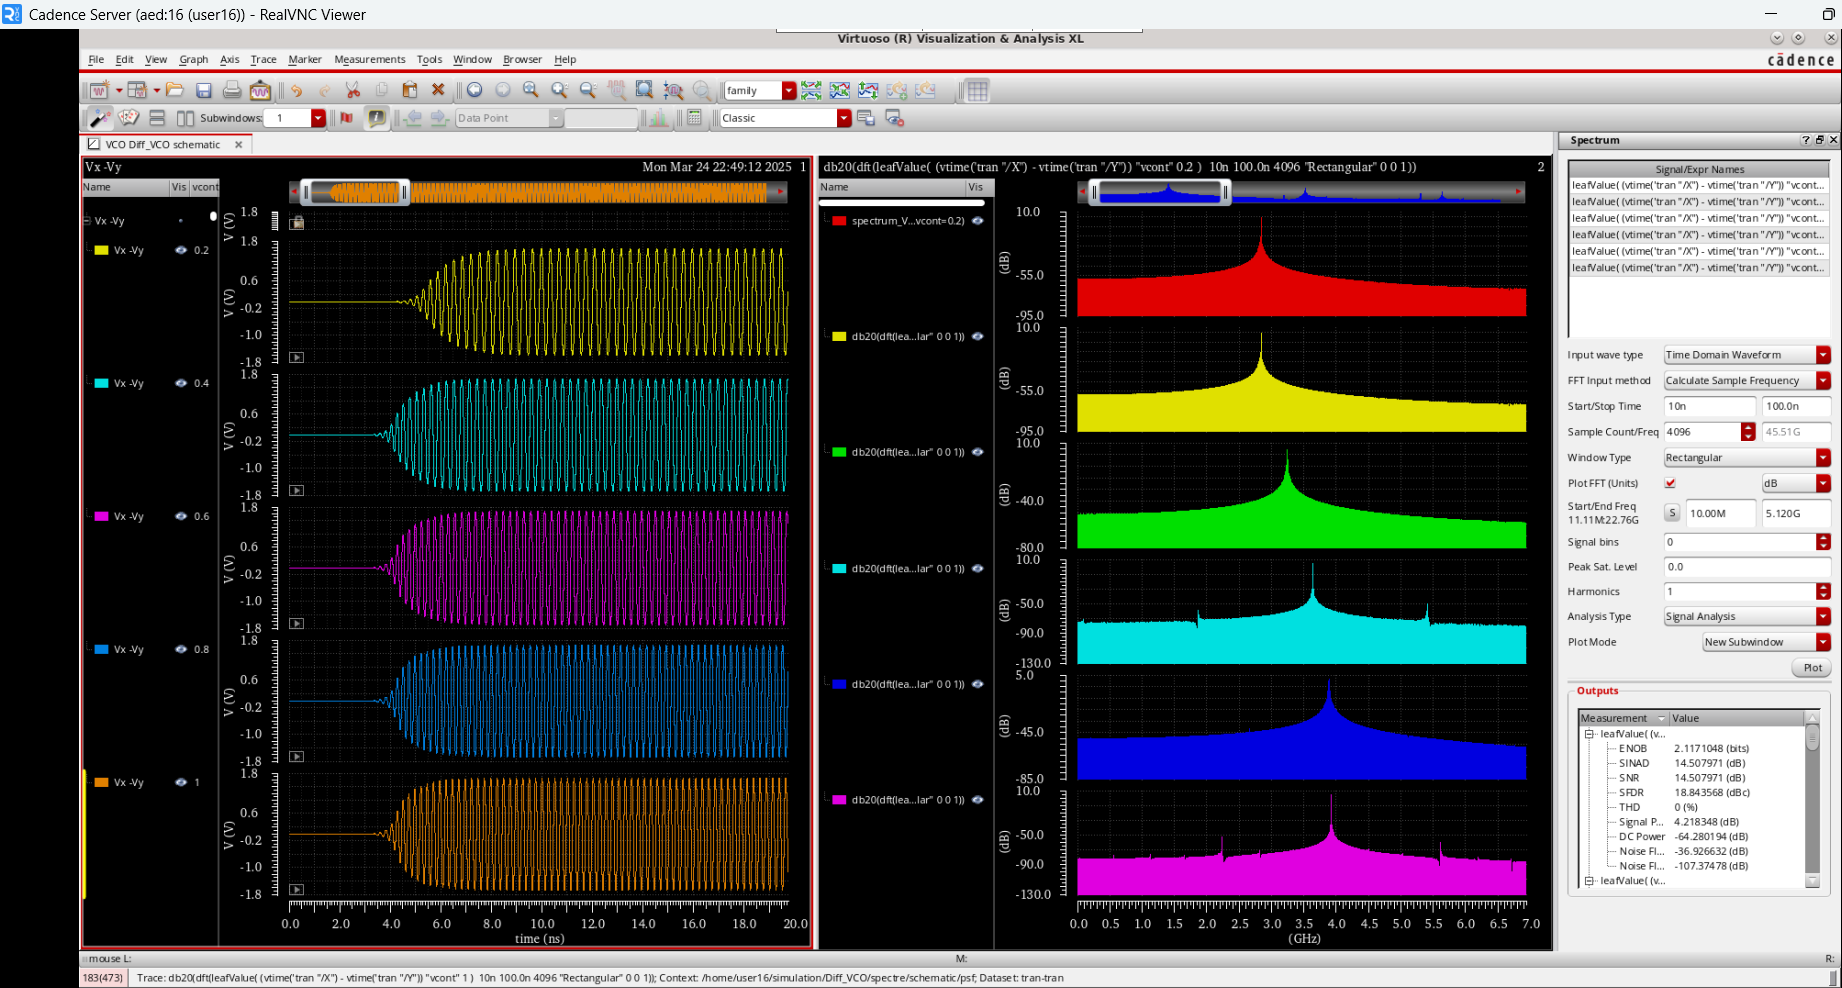 Cadence Server (aed:16 (user16)) - RealVNC Viewer
Virtuoso (R) Visualization & Analysis XL
File Edit View Graph Axis Trace Marker Measurements Tools Window Browser Help
cādence
family
Subwindows: 1
Data Point
Classic
VCO Diff_VCO schematic
Vx -Vy
Mon Mar 24 22:49:12 2025 1
Name Vis vcont
Vx -Vy
Vx -Vy 0.2
Vx -Vy 0.4
Vx -Vy 0.6
Vx -Vy 0.8
Vx -Vy 1
V (V)
1.8
V (V)
1.8
0.6
-0.2
-1.0
-1.8
V (V)
1.8
0.6
-0.2
-1.0
-1.8
V (V)
1.8
0.6
-0.2
-1.0
-1.8
V (V)
1.8
0.6
-0.2
-1.0
-1.8
V (V)
1.8
0.6
-0.2
-1.0
-1.8
0.0 2.0 4.0 6.0 8.0 10.0 12.0 14.0 16.0 18.0 20.0
time (ns)
db20(dft(leafValue( (vtime('tran "/X") - vtime('tran "/Y")) "vcont" 0.2 ) 10n 100.0n 4096 "Rectangular" 0 0 1))
2
Name Vis
spectrum_V...vcont=0.2)
db20(dft(lea...lar" 0 0 1))
db20(dft(lea...lar" 0 0 1))
db20(dft(lea...lar" 0 0 1))
db20(dft(lea...lar" 0 0 1))
db20(dft(lea...lar" 0 0 1))
(dB)
10.0
-55.0
-95.0
(dB)
10.0
-55.0
-95.0
(dB)
10.0
-40.0
-80.0
(dB)
10.0
-50.0
-90.0
-130.0
(dB)
5.0
-45.0
-85.0
(dB)
10.0
-50.0
-90.0
-130.0
0.0 0.5 1.0 1.5 2.0 2.5 3.0 3.5 4.0 4.5 5.0 5.5 6.0 6.5 7.0
(GHz)
Spectrum
Signal/Expr Names
leafValue( (vtime('tran "/X") - vtime('tran "/Y")) "vcont...
leafValue( (vtime('tran "/X") - vtime('tran "/Y")) "vcont...
leafValue( (vtime('tran "/X") - vtime('tran "/Y")) "vcont...
leafValue( (vtime('tran "/X") - vtime('tran "/Y")) "vcont...
leafValue( (vtime('tran "/X") - vtime('tran "/Y")) "vcont...
leafValue( (vtime('tran "/X") - vtime('tran "/Y")) "vcont...
Input wave type Time Domain Waveform
FFT Input method Calculate Sample Frequency
Start/Stop Time 10n 100.0n
Sample Count/Freq 4096 45.51G
Window Type Rectangular
Plot FFT (Units) dB
Start/End Freq
11.11M:22.76G S 10.00M 5.120G
Signal bins 0
Peak Sat. Level 0.0
Harmonics 1
Analysis Type Signal Analysis
Plot Mode New Subwindow
Plot
Outputs
Measurement Value
leafValue( (v...
ENOB 2.1171048 (bits)
SINAD 14.507971 (dB)
SNR 14.507971 (dB)
SFDR 18.843568 (dBc)
THD 0 (%)
Signal P... 4.218348 (dB)
DC Power -64.280194 (dB)
Noise Fl... -36.926632 (dB)
Noise Fl... -107.37478 (dB)
leafValue( (v...
mouse L: M: R:
183(473) Trace: db20(dft(leafValue( (vtime('tran "/X") - vtime('tran "/Y")) "vcont" 1 ) 10n 100.0n 4096 "Rectangular" 0 0 1)); Context: /home/user16/simulation/Diff_VCO/spectre/schematic/psf; Dataset: tran-tran